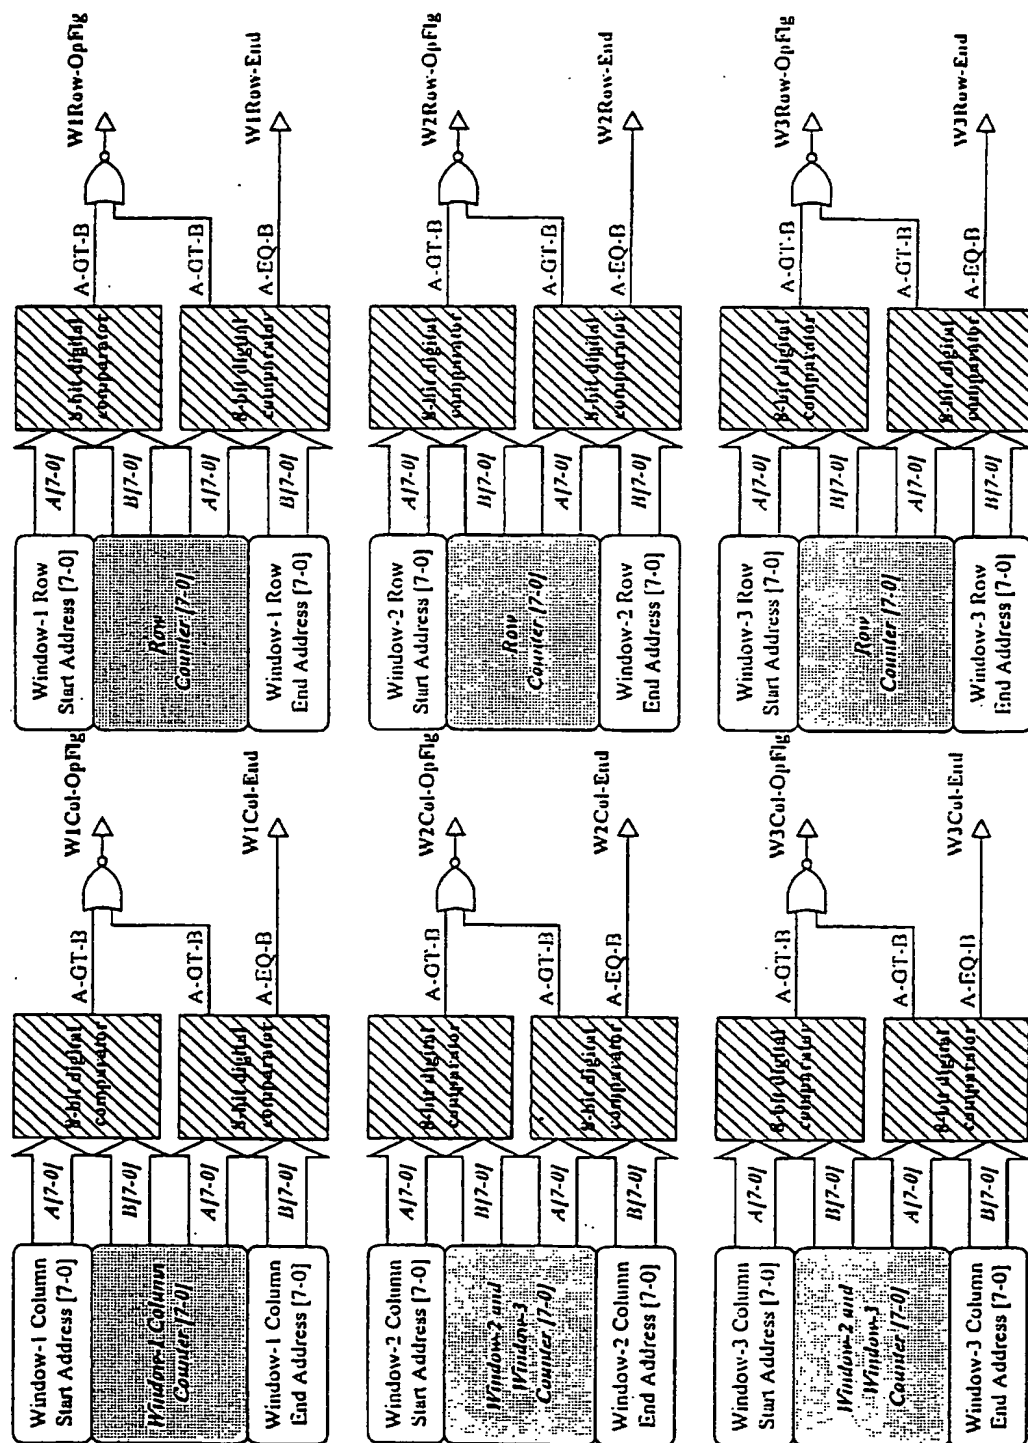 Window-1 Column
Start Address [7-0]
Window-1 Column
Counter [7-0]
Window-1 Column
End Address [7-0]
A[7-0]
B[7-0]
A[7-0]
B[7-0]
8-bit digital
comparator
8-bit digital
comparator
A-GT-B
A-GT-B
A-EQ-B
W1Col-OpFlg
W1Col-End
Window-1 Row
Start Address [7-0]
Row
Counter [7-0]
Window-1 Row
End Address [7-0]
A[7-0]
B[7-0]
A[7-0]
B[7-0]
8-bit digital
comparator
8-bit digital
comparator
A-GT-B
A-GT-B
A-EQ-B
W1Row-OpFlg
W1Row-End
Window-2 Column
Start Address [7-0]
Window-2 and
Window-3
Counter [7-0]
Window-2 Column
End Address [7-0]
A[7-0]
B[7-0]
A[7-0]
B[7-0]
8-bit digital
comparator
8-bit digital
comparator
A-GT-B
A-GT-B
A-EQ-B
W2Col-OpFlg
W2Col-End
Window-2 Row
Start Address [7-0]
Row
Counter [7-0]
Window-2 Row
End Address [7-0]
A[7-0]
B[7-0]
A[7-0]
B[7-0]
8-bit digital
comparator
8-bit digital
comparator
A-GT-B
A-GT-B
A-EQ-B
W2Row-OpFlg
W2Row-End
Window-3 Column
Start Address [7-0]
Window-2 and
Window-3
Counter [7-0]
Window-3 Column
End Address [7-0]
A[7-0]
B[7-0]
A[7-0]
B[7-0]
8-bit digital
comparator
8-bit digital
comparator
A-GT-B
A-GT-B
A-EQ-B
W3Col-OpFlg
W3Col-End
Window-3 Row
Start Address [7-0]
Row
Counter [7-0]
Window-3 Row
End Address [7-0]
A[7-0]
B[7-0]
A[7-0]
B[7-0]
8-bit digital
comparator
8-bit digital
comparator
A-GT-B
A-GT-B
A-EQ-B
W3Row-OpFlg
W3Row-End